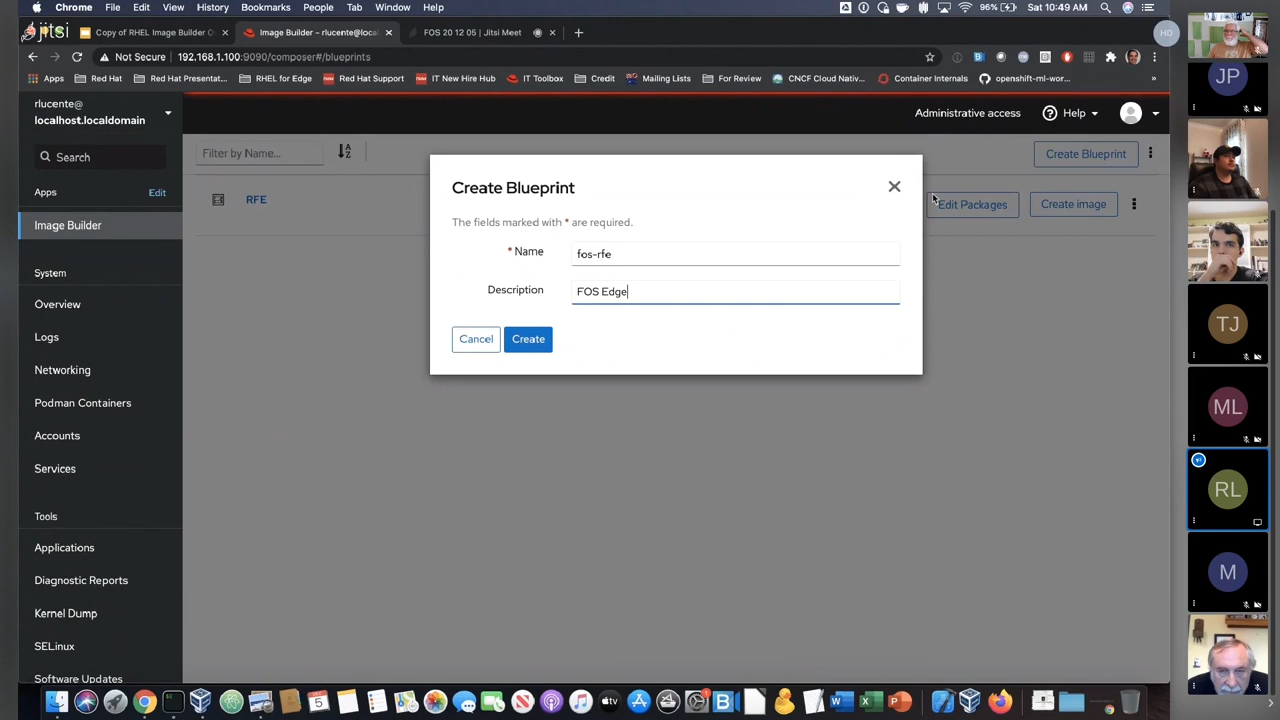 Chrome File Edit View History Bookmarks People Tab Window Help 96% Sat 10:49 AM
jitsi
Copy of RHEL Image Builder O
Image Builder – rlucente@local
FOS 20 12 05 | Jitsi Meet
Not Secure 192.168.1.100:9090/composer#/blueprints
Apps Red Hat Red Hat Presentat... RHEL for Edge Red Hat Support IT New Hire Hub IT Toolbox Credit Mailing Lists For Review CNCF Cloud Nativ... Container Internals openshift-ml-wor...
rlucente@
localhost.localdomain
Administrative access Help
Search
Filter by Name...
Create Blueprint
Apps Edit
RFE
Edit Packages
Create image
Image Builder
System
Overview
Logs
Networking
Podman Containers
Accounts
Services
Tools
Applications
Diagnostic Reports
Kernel Dump
SELinux
Software Updates
Create Blueprint
The fields marked with * are required.
* Name fos-rfe
Description FOS Edge
Cancel Create
HD
JP
TJ
ML
RL
M